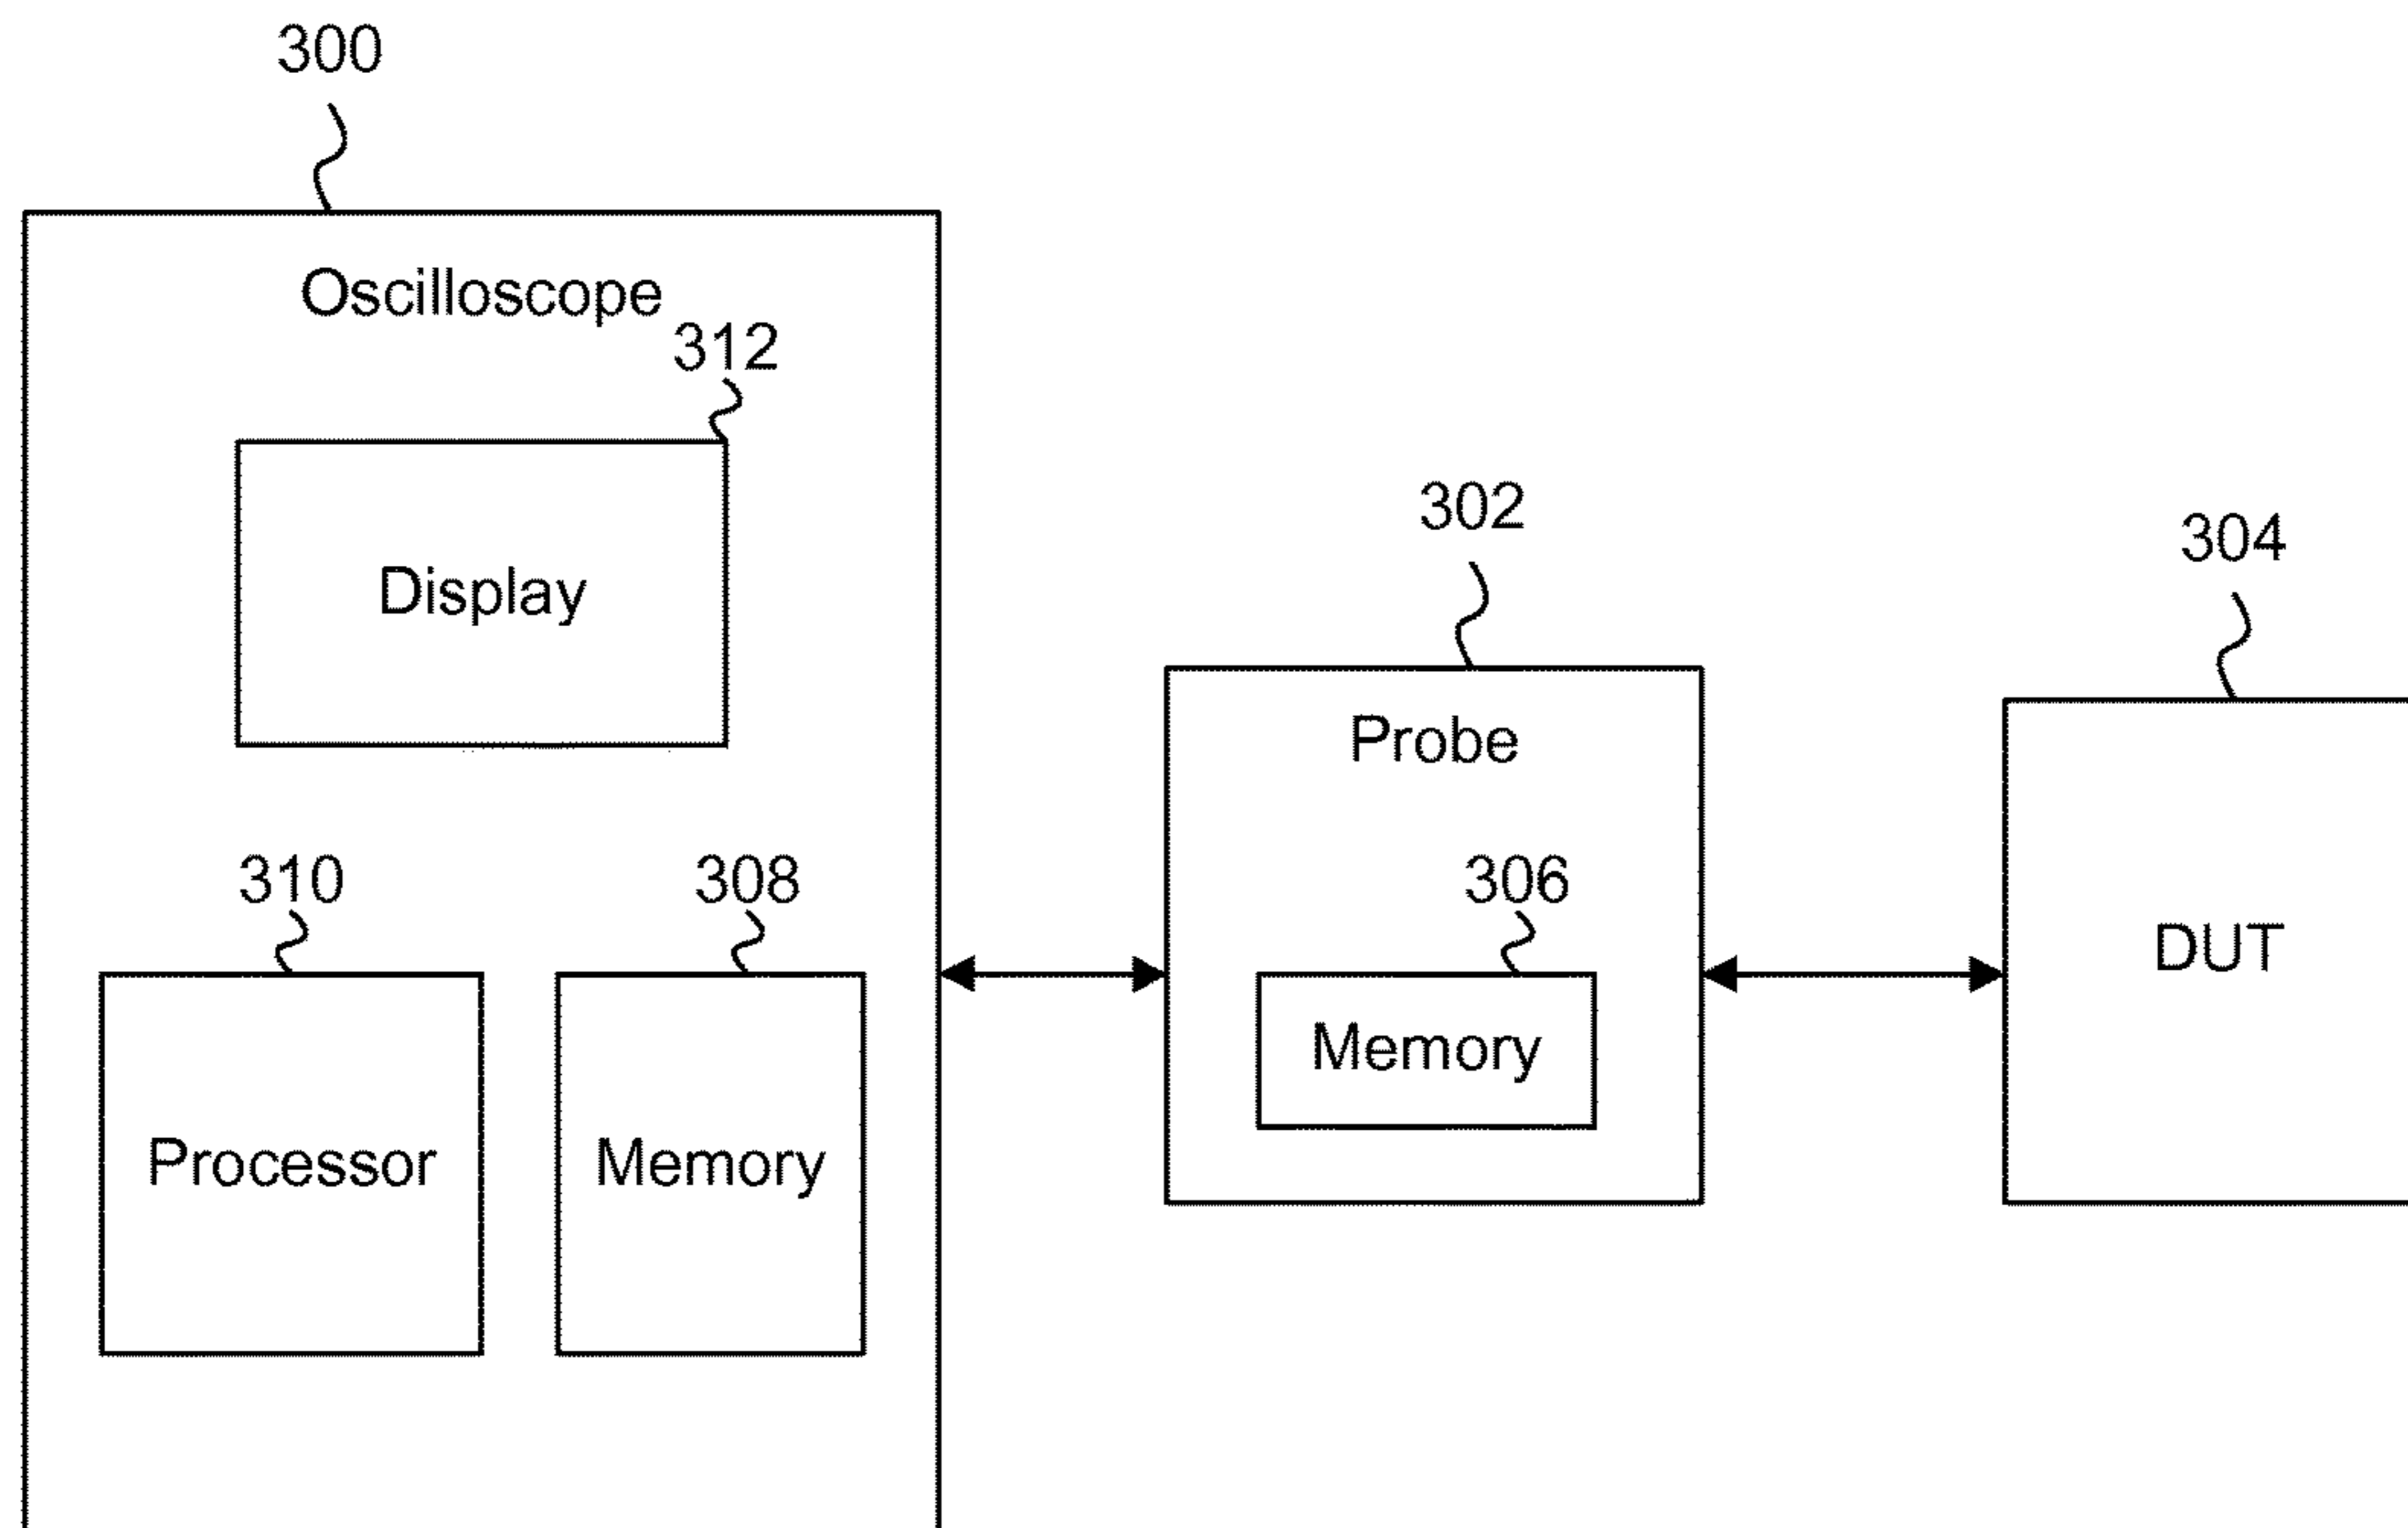 300
Oscilloscope
312
Display
302
304
Probe
310
308
306
DUT
Memory
Processor
Memory